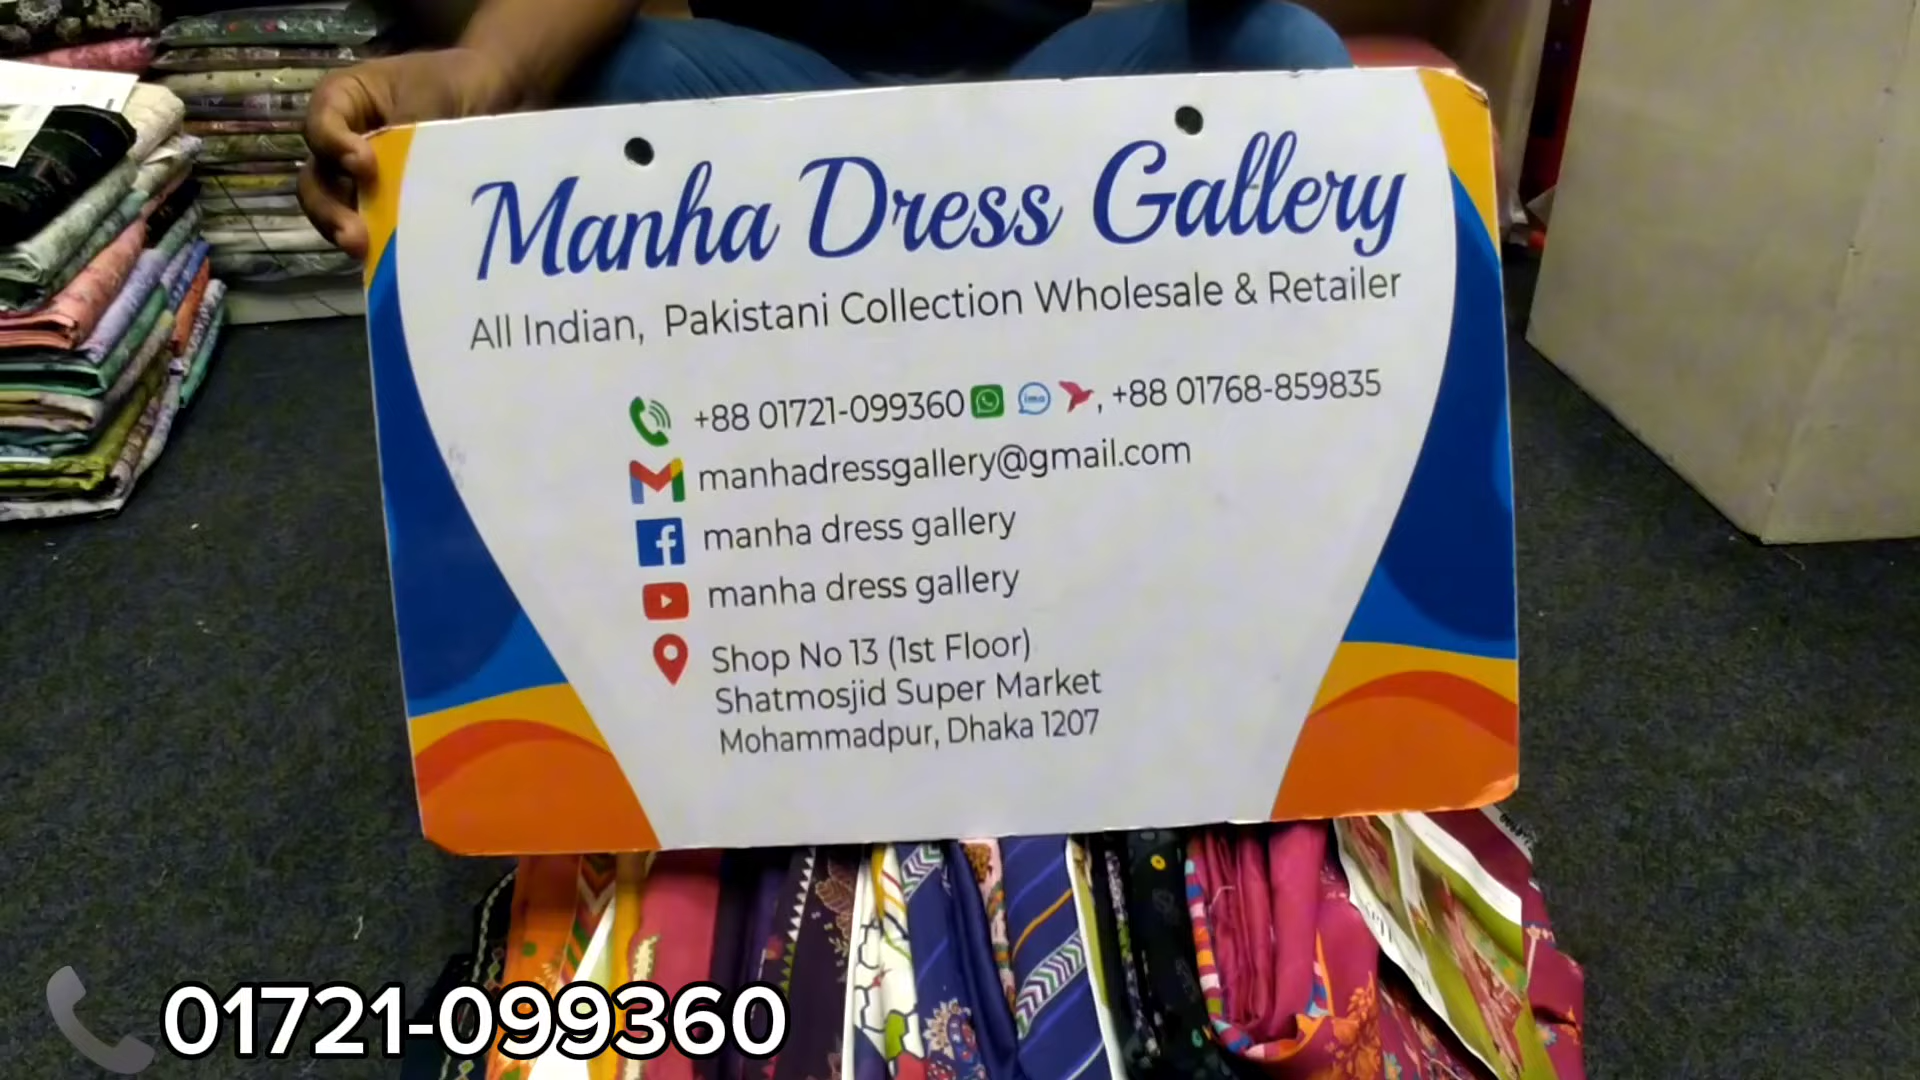 Manha Dress Gallery
All Indian, Pakistani Collection Wholesale & Retailer
+88 01721-099360 imo , +88 01768-859835
manhadressgallery@gmail.com
manha dress gallery
manha dress gallery
Shop No 13 (1st Floor)
Shatmosjid Super Market
Mohammadpur, Dhaka 1207
01721-099360